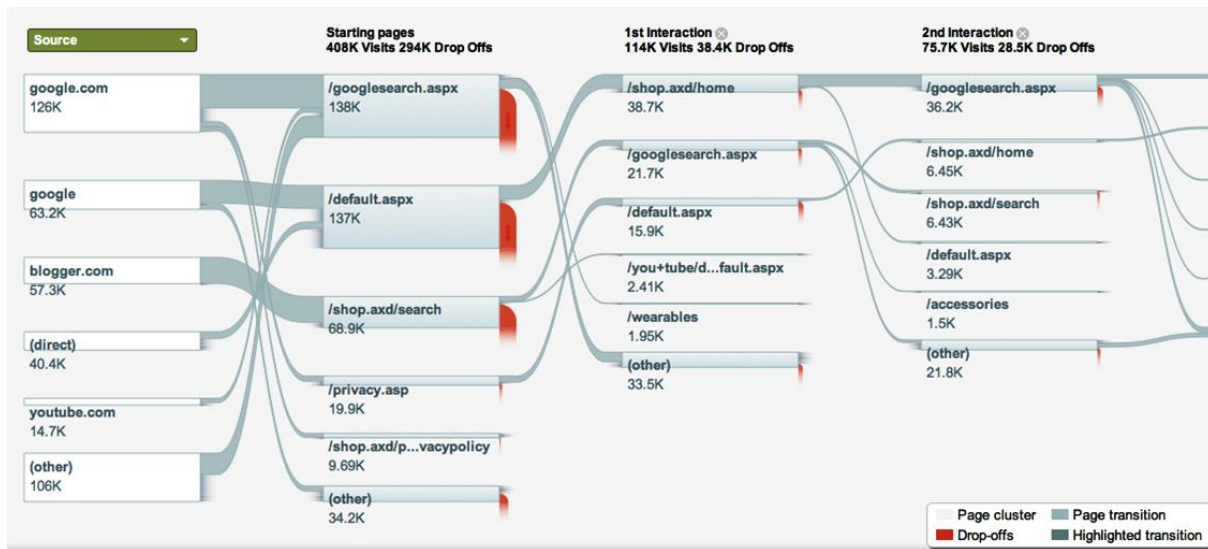 Source
google.com
126K
google
63.2K
blogger.com
57.3K
(direct)
40.4K
youtube.com
14.7K
(other)
106K
Starting pages
408K Visits 294K Drop Offs
/googlesearch.aspx
138K
/default.aspx
137K
/shop.axd/search
68.9K
/privacy.asp
19.9K
/shop.axd/p...vacypolicy
9.69K
(other)
34.2K
1st Interaction
114K Visits 38.4K Drop Offs
/shop.axd/home
38.7K
/googlesearch.aspx
21.7K
/default.aspx
15.9K
/you+tube/d...fault.aspx
2.41K
/wearables
1.95K
(other)
33.5K
2nd Interaction
75.7K Visits 28.5K Drop Offs
/googlesearch.aspx
36.2K
/shop.axd/home
6.45K
/shop.axd/search
6.43K
/default.aspx
3.29K
/accessories
1.5K
(other)
21.8K
Page cluster
Page transition
Drop-offs
Highlighted transition